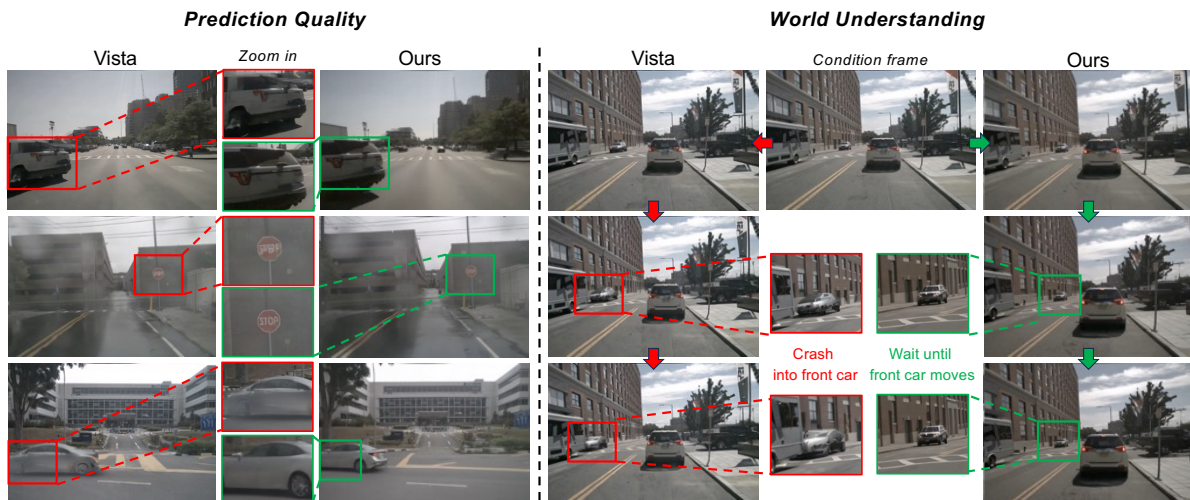 Prediction Quality
World Understanding
Vista
Zoom in
Ours
Vista
Condition frame
Ours
STOP
Crash
into front car
Wait until
front car moves